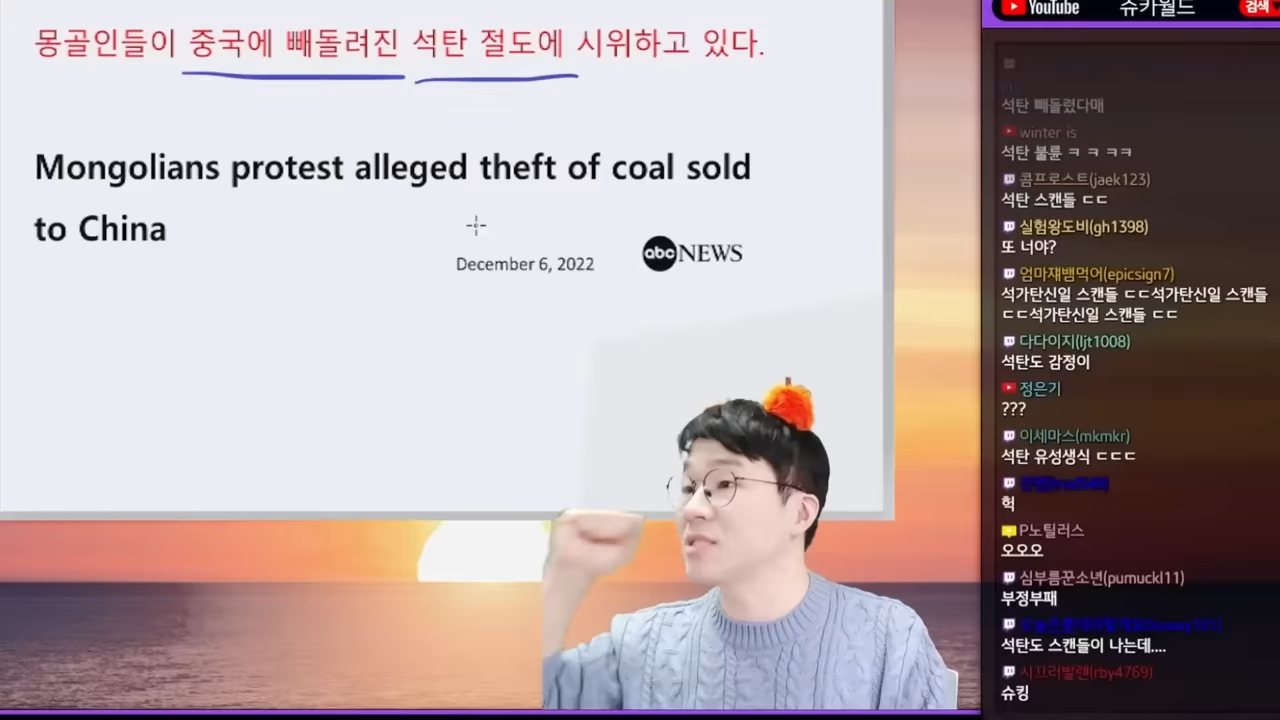 몽골인들이 중국에 빼돌려진 석탄 절도에 시위하고 있다.
Mongolians protest alleged theft of coal sold
to China
December 6, 2022
abc NEWS
YouTube 슈카월드 검색
석탄 빼돌렸다매
winter is
석탄 불륜 ㅋ ㅋ ㅋㅋ
콤프로스트(jaek123)
석탄 스캔들 ㄷㄷ
실험왕도비(gh1398)
또 너야?
엄마쟤뱀먹어(epicsign7)
석가탄신일 스캔들 ㄷㄷ석가탄신일 스캔들
ㄷㄷ석가탄신일 스캔들 ㄷㄷ
다다이지(ljt1008)
석탄도 감정이
정은기
???
이세마스(mkmkr)
석탄 유성생식 ㄷㄷㄷ
헉
P노틸러스
오오오
심부름꾼소년(pumuckl11)
부정부패
석탄도 스캔들이 나는데....
시끄러발랜(rby4769)
슈킹